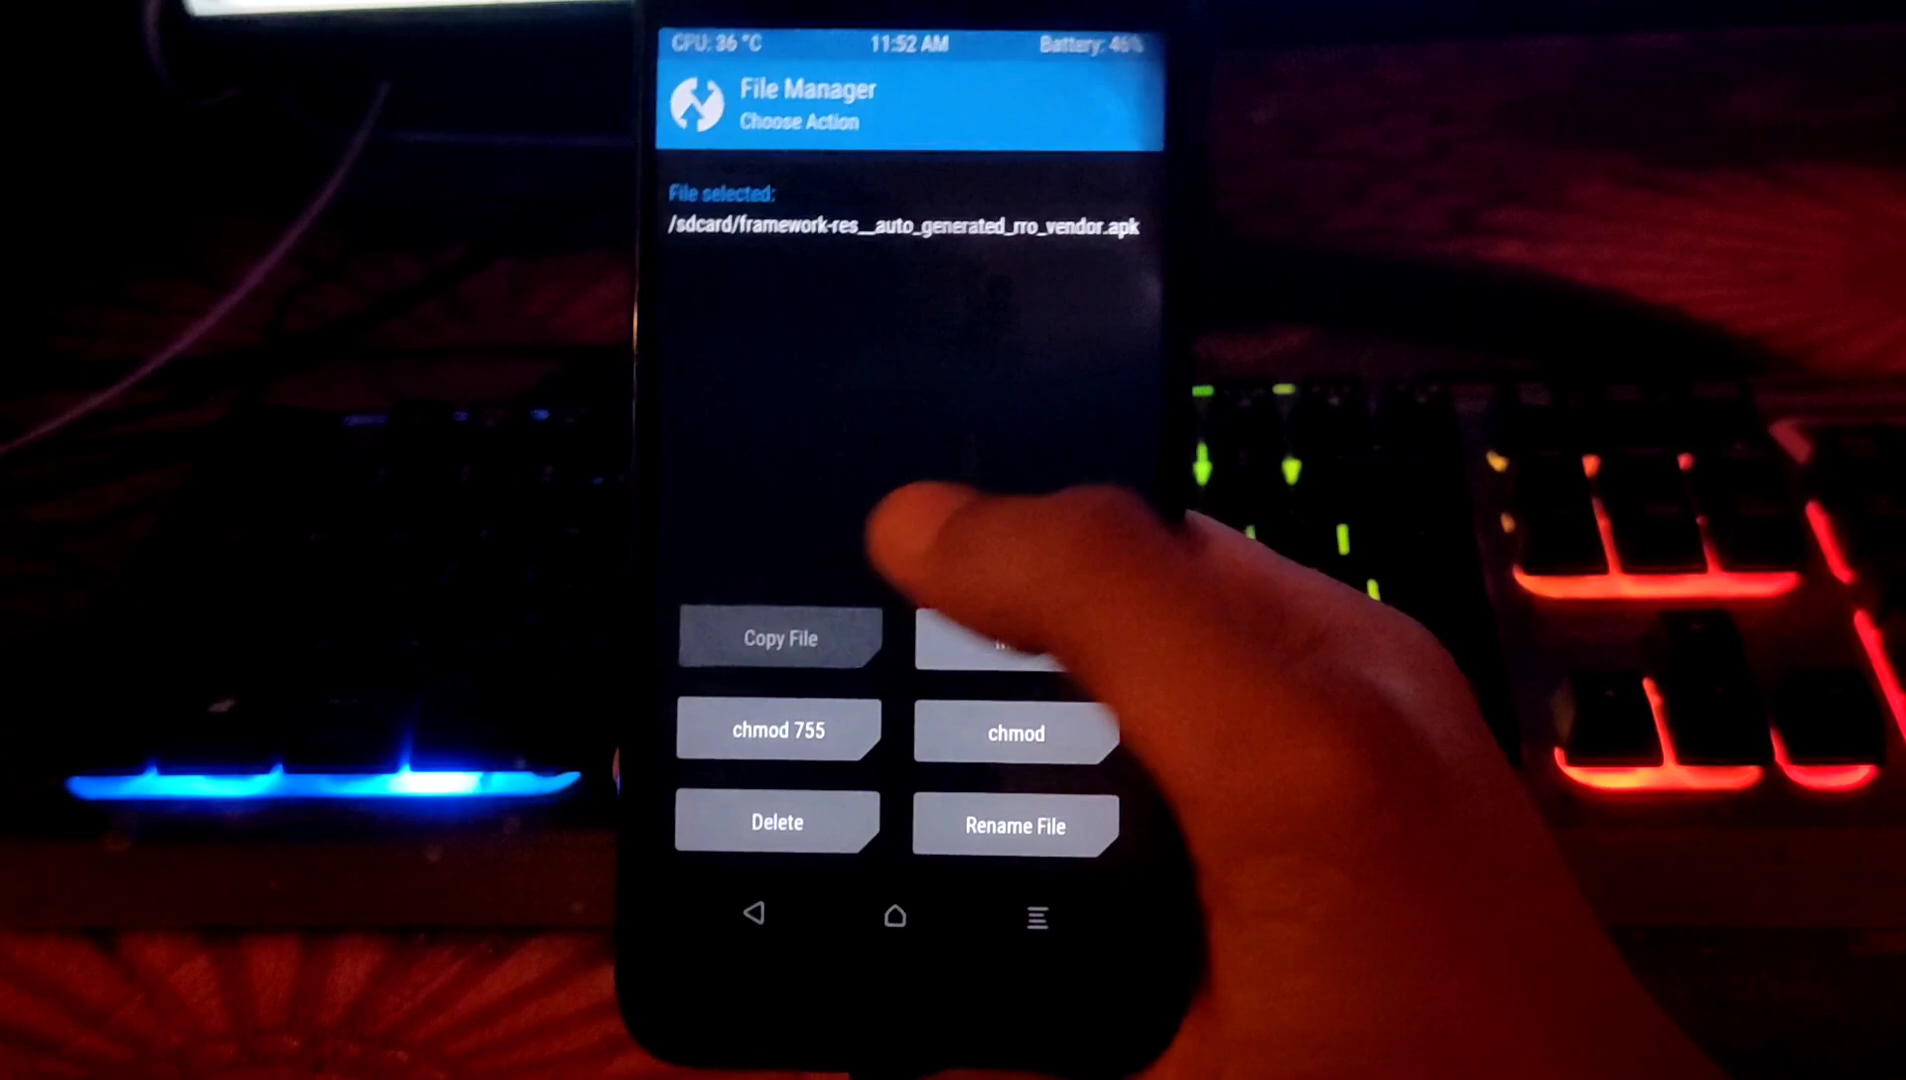 CPU: 36 °C 11:52 AM Battery: 46%
File Manager
Choose Action
File selected:
/sdcard/framework-res__auto_generated_rro_vendor.apk
Copy File
chmod 755 chmod
Delete Rename File